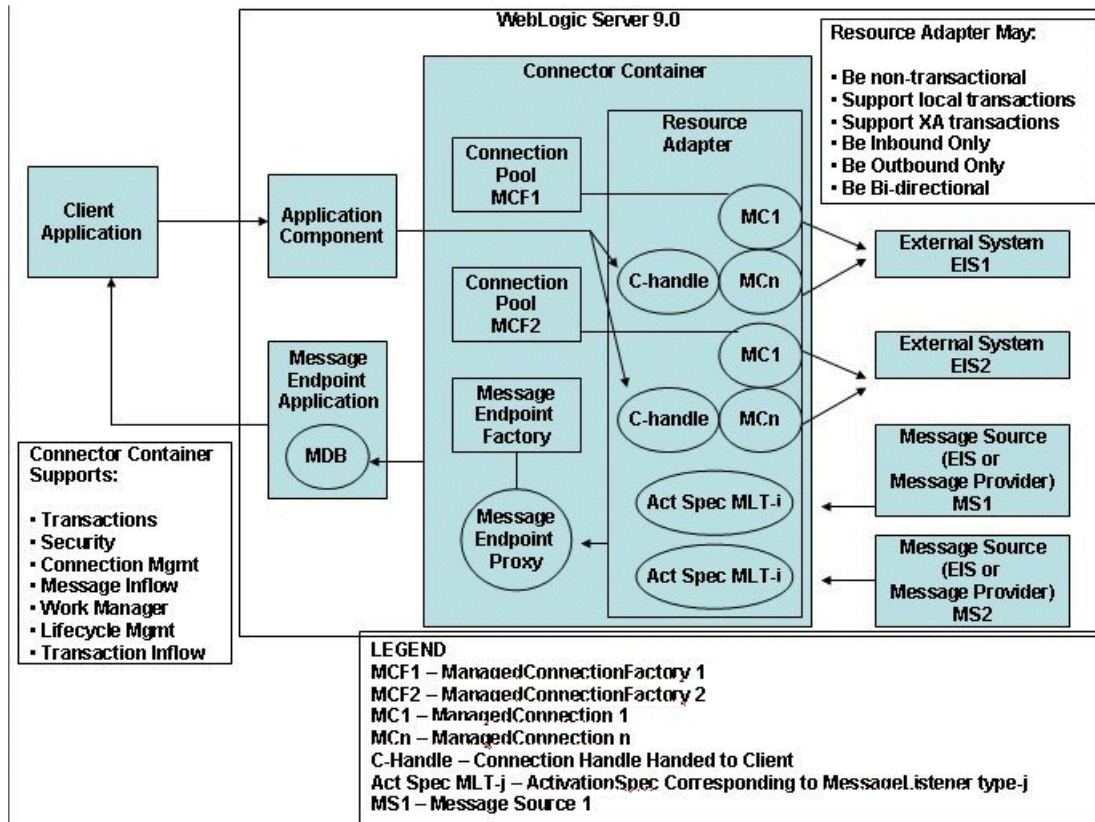 WebLogic Server 9.0
Connector Container
Resource
Adapter
Resource Adapter May:
• Be non-transactional
• Support local transactions
• Support XA transactions
• Be Inbound Only
• Be Outbound Only
• Be Bi-directional
Client
Application
Application
Component
Connection
Pool
MCF1
MC1
C-handle
MCn
External System
EIS1
Connection
Pool
MCF2
MC1
C-handle
MCn
External System
EIS2
Message
Endpoint
Application
MDB
Message
Endpoint
Factory
Message
Endpoint
Proxy
Act Spec MLT-i
Act Spec MLT-i
Message Source
(EIS or
Message Provider)
MS1
Message Source
(EIS or
Message Provider)
MS2
Connector Container
Supports:
• Transactions
• Security
• Connection Mgmt
• Message Inflow
• Work Manager
• Lifecycle Mgmt
• Transaction Inflow
LEGEND
MCF1 – ManagedConnectionFactory 1
MCF2 – ManagedConnectionFactory 2
MC1 – ManagedConnection 1
MCn – ManagedConnection n
C-Handle – Connection Handle Handed to Client
Act Spec MLT-j – ActivationSpec Corresponding to MessageListener type-j
MS1 – Message Source 1